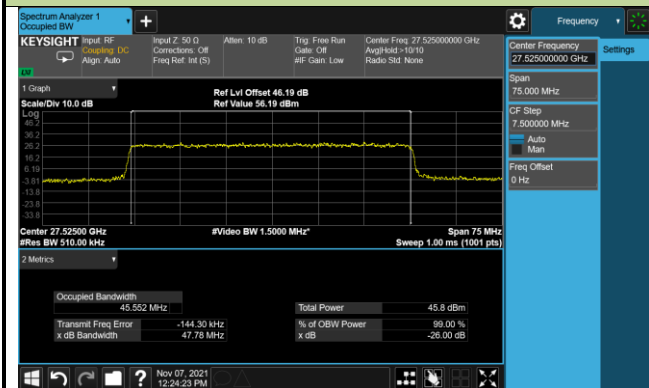 Spectrum Analyzer 1
Occupied BW
Frequency
KEYSIGHT
Input: RF
Coupling: DC
Align: Auto
Input Z: 50 Ω
Corrections: Off
Freq Ref: Int (S)
Atten: 10 dB
Trig: Free Run
Gate: Off
#IF Gain: Low
Center Freq: 27.525000000 GHz
Avg|Hold:>10/10
Radio Std: None
Center Frequency
27.525000000 GHz
Settings
Span
75.000 MHz
CF Step
7.500000 MHz
Auto
Man
Freq Offset
0 Hz
1 Graph
Scale/Div 10.0 dB
Ref Lvl Offset 46.19 dB
Ref Value 56.19 dBm
Log
46.2
36.2
26.2
16.2
6.19
-3.81
-13.8
-23.8
-33.8
Center 27.52500 GHz
#Video BW 1.5000 MHz*
Span 75 MHz
#Res BW 510.00 kHz
Sweep 1.00 ms (1001 pts)
2 Metrics
Occupied Bandwidth
45.552 MHz
Total Power 45.8 dBm
Transmit Freq Error -144.30 kHz
% of OBW Power 99.00 %
x dB Bandwidth 47.78 MHz
x dB -26.00 dB
?
Nov 07, 2021
12:24:23 PM